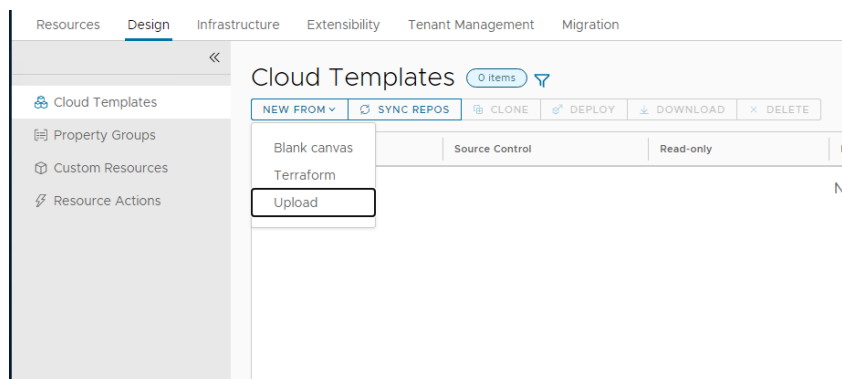 Resources Design Infrastructure Extensibility Tenant Management Migration
Cloud Templates 0 items
Cloud Templates
Property Groups
Custom Resources
Resource Actions
NEW FROM SYNC REPOS CLONE DEPLOY DOWNLOAD DELETE
Blank canvas
Terraform
Upload
Source Control Read-only
N